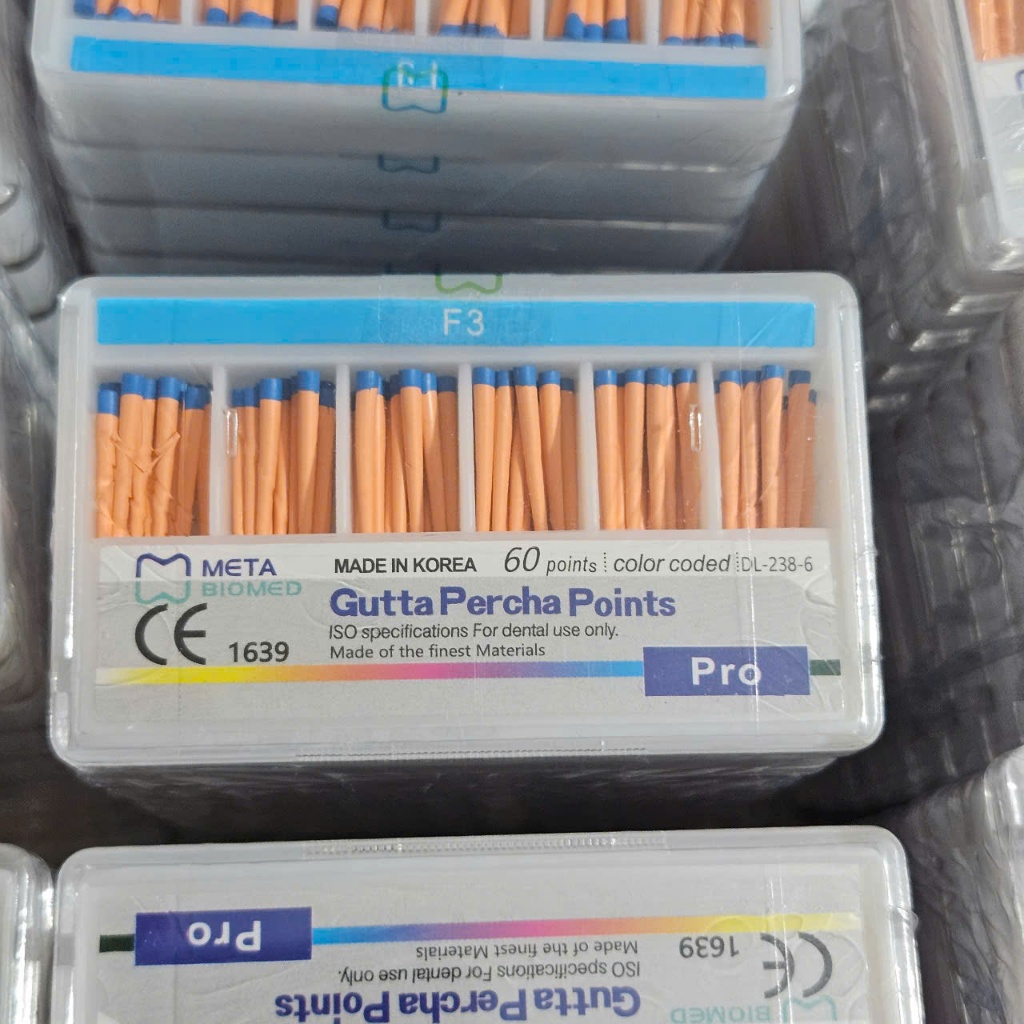 F3
META
BIOMED
CE 1639
MADE IN KOREA 60 points color coded DL-238-6
Gutta Percha Points
ISO specifications For dental use only.
Made of the finest Materials
Pro
Pro
Made of the finest Materials
ISO specifications For dental use only.
Gutta Percha Points
CE 1639
BIOMED